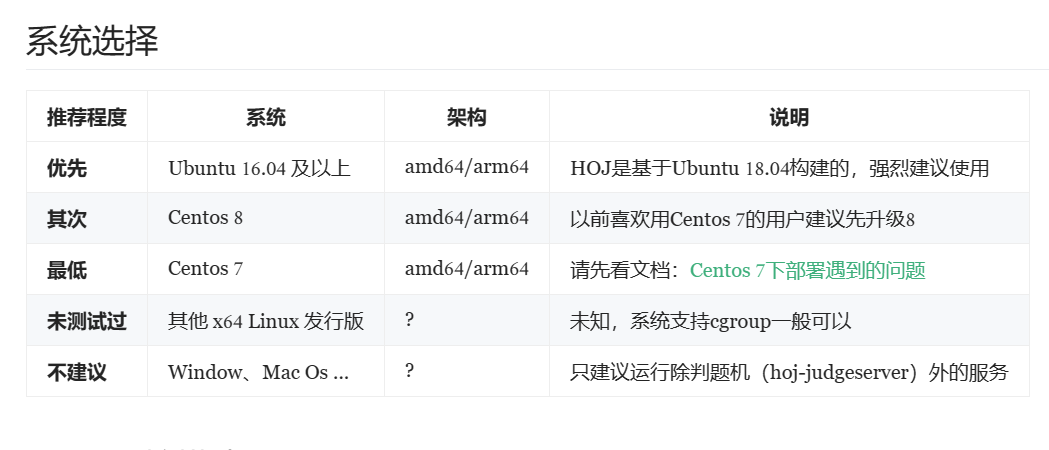 系统选择
推荐程度 系统 架构 说明
优先 Ubuntu 16.04 及以上 amd64/arm64 HOJ是基于Ubuntu 18.04构建的，强烈建议使用
其次 Centos 8 amd64/arm64 以前喜欢用Centos 7的用户建议先升级8
最低 Centos 7 amd64/arm64 请先看文档：Centos 7下部署遇到的问题
未测试过 其他 x64 Linux 发行版 ? 未知，系统支持cgroup一般可以
不建议 Window、Mac Os ... ? 只建议运行除判题机（hoj-judgeserver）外的服务